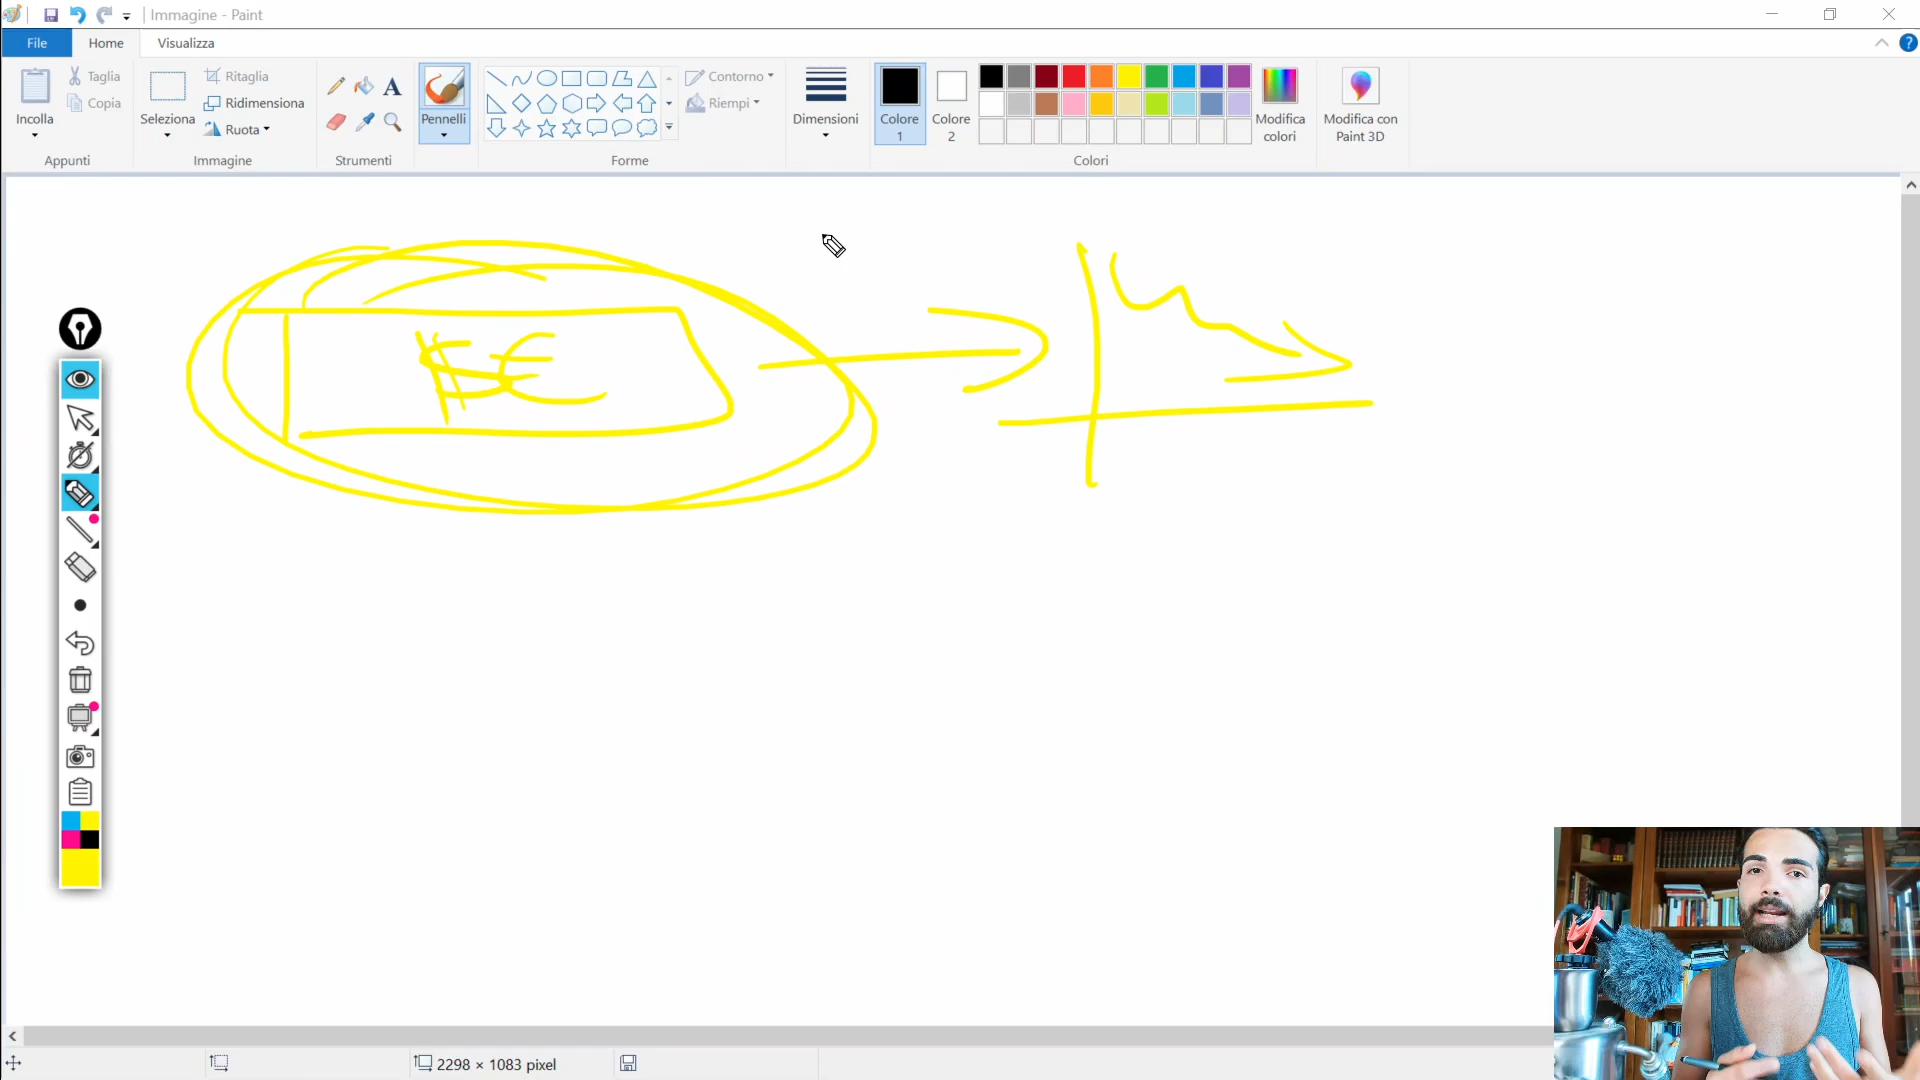 Immagine - Paint
File Home Visualizza
Incolla
Taglia
Copia
Appunti
Seleziona
Ritaglia
Ridimensiona
Ruota
Immagine
A
Strumenti
Pennelli
Contorno
Riempi
Forme
Dimensioni
Colore
1
Colore
2
Modifica
colori
Colori
Modifica con
Paint 3D
?
$€
2298 × 1083 pixel